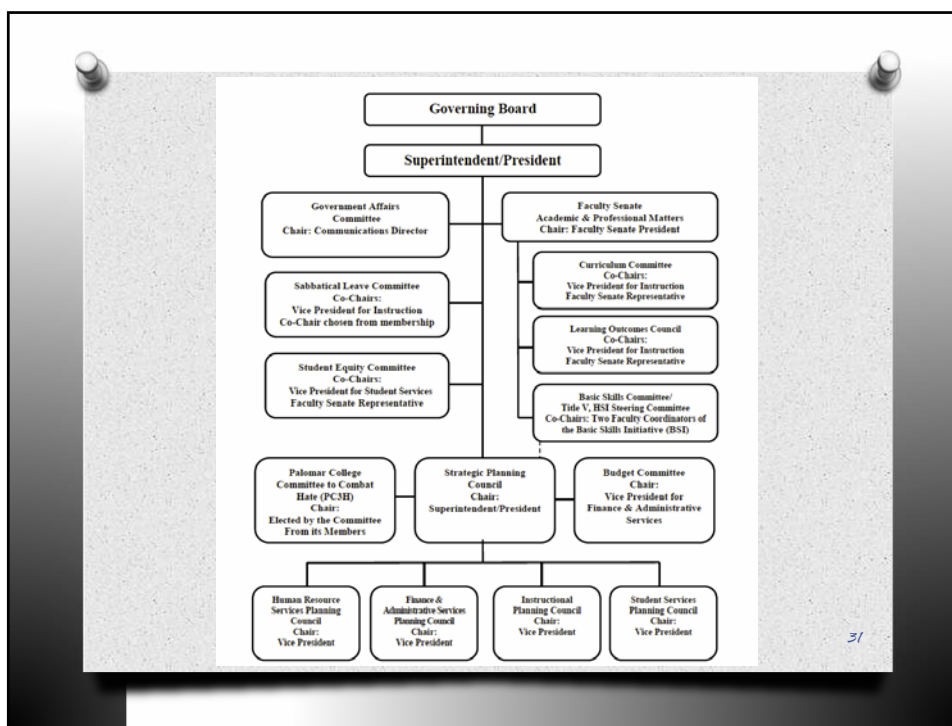 Governing Board
Superintendent/President
Government Affairs
Committee
Chair: Communications Director
Faculty Senate
Academic & Professional Matters
Chair: Faculty Senate President
Sabbatical Leave Committee
Co-Chairs:
Vice President for Instruction
Co-Chair chosen from membership
Curriculum Committee
Co-Chairs:
Vice President for Instruction
Faculty Senate Representative
Learning Outcomes Council
Co-Chairs:
Vice President for Instruction
Faculty Senate Representative
Student Equity Committee
Co-Chairs:
Vice President for Student Services
Faculty Senate Representative
Basic Skills Committee/
Title V, HSI Steering Committee
Co-Chairs: Two Faculty Coordinators of
the Basic Skills Initiative (BSI)
Palomar College
Committee to Combat
Hate (PC3H)
Chair:
Elected by the Committee
From its Members
Strategic Planning
Council
Chair:
Superintendent/President
Budget Committee
Chair:
Vice President for
Finance & Administrative
Services
Human Resource
Services Planning
Council
Chair:
Vice President
Finance &
Administrative Services
Planning Council
Chair:
Vice President
Instructional
Planning Council
Chair:
Vice President
Student Services
Planning Council
Chair:
Vice President
31